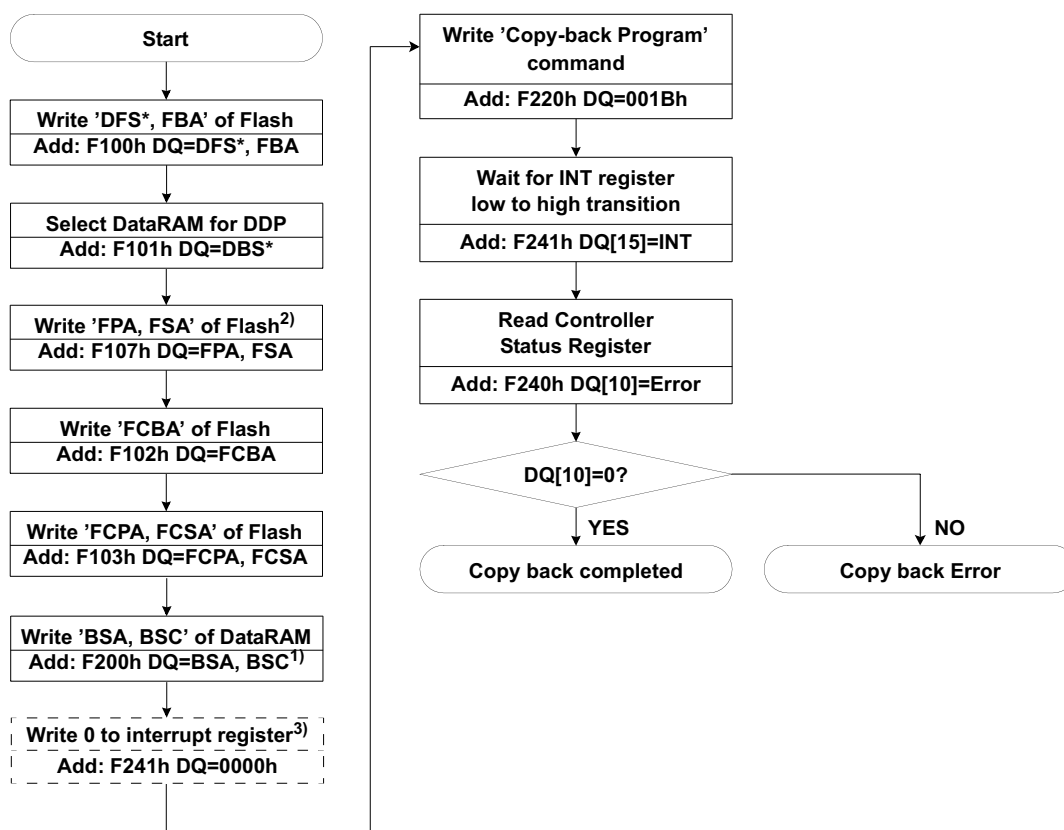 Start
Write ’DFS*, FBA’ of Flash
Add: F100h DQ=DFS*, FBA
Select DataRAM for DDP
Add: F101h DQ=DBS*
Write ’FPA, FSA’ of Flash2)
Add: F107h DQ=FPA, FSA
Write ’FCBA’ of Flash
Add: F102h DQ=FCBA
Write ’FCPA, FCSA’ of Flash
Add: F103h DQ=FCPA, FCSA
Write ’BSA, BSC’ of DataRAM
Add: F200h DQ=BSA, BSC1)
Write 0 to interrupt register3)
Add: F241h DQ=0000h
Write ’Copy-back Program’
command
Add: F220h DQ=001Bh
Wait for INT register
low to high transition
Add: F241h DQ[15]=INT
Read Controller
Status Register
Add: F240h DQ[10]=Error
DQ[10]=0?
YES
NO
Copy back completed
Copy back Error